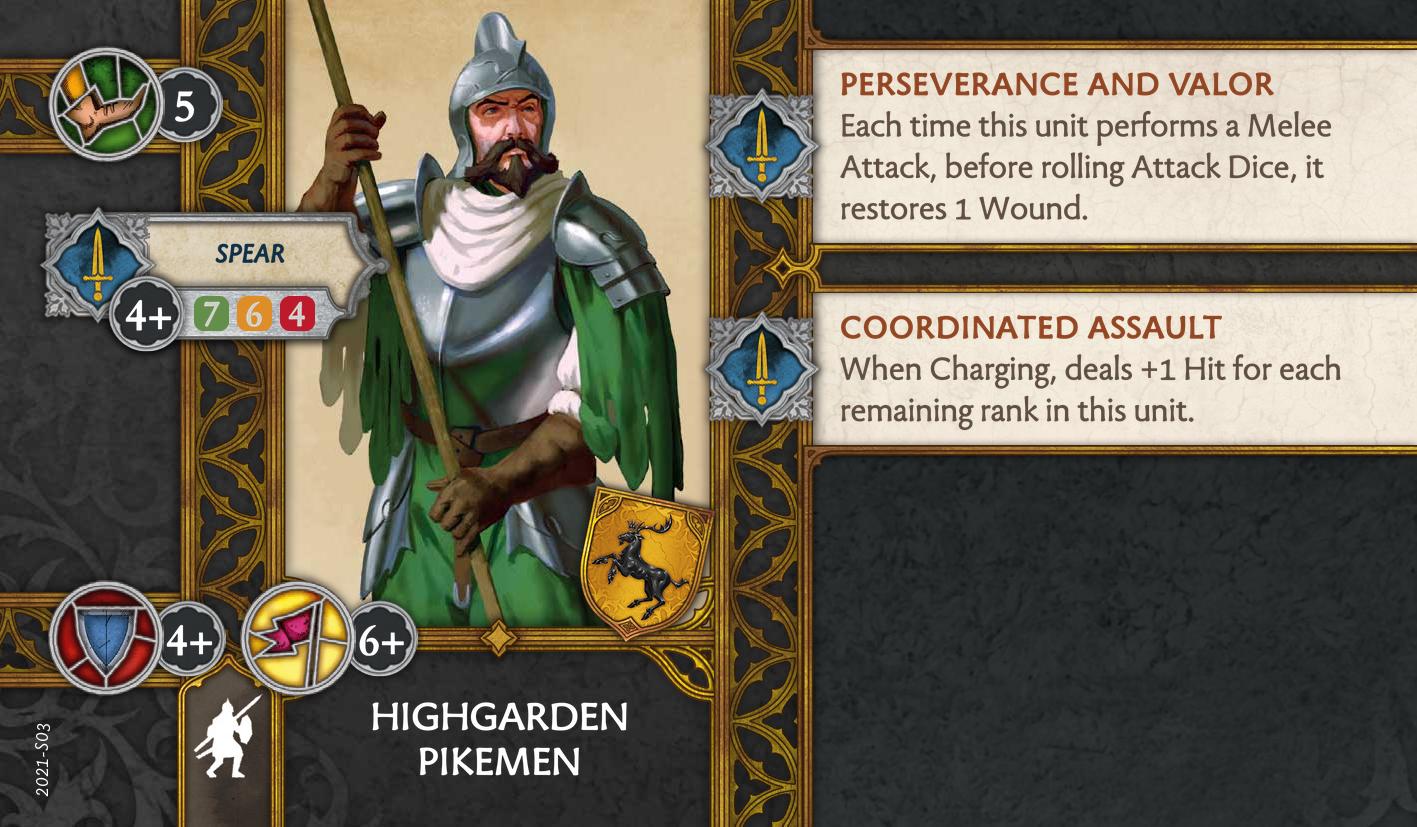 5
SPEAR
4+ 7 6 4
4+ 6+
HIGHGARDEN
PIKEMEN
2021-S03
PERSEVERANCE AND VALOR
Each time this unit performs a Melee
Attack, before rolling Attack Dice, it
restores 1 Wound.
COORDINATED ASSAULT
When Charging, deals +1 Hit for each
remaining rank in this unit.